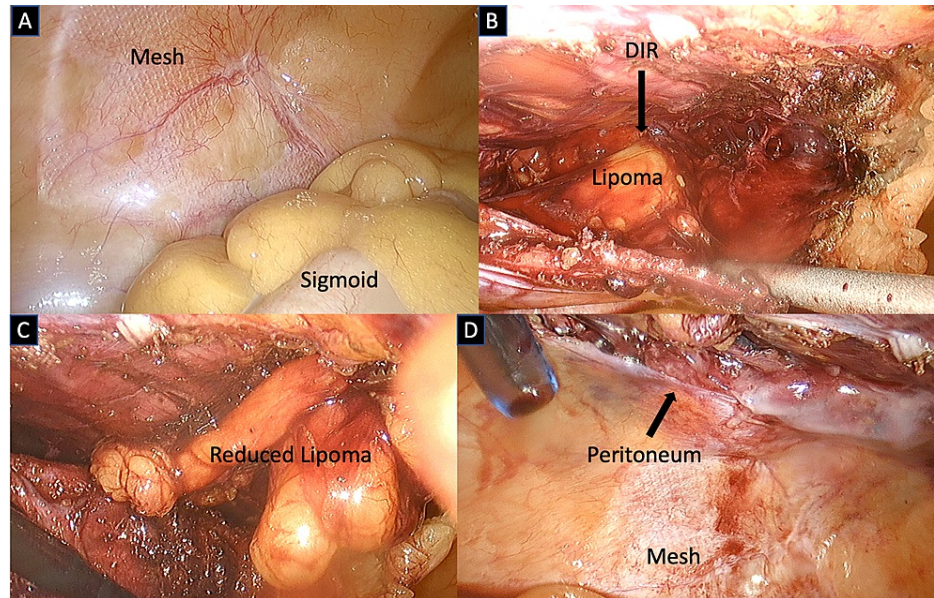 A
Mesh
Sigmoid
B
DIR
Lipoma
C
Reduced Lipoma
D
Peritoneum
Mesh